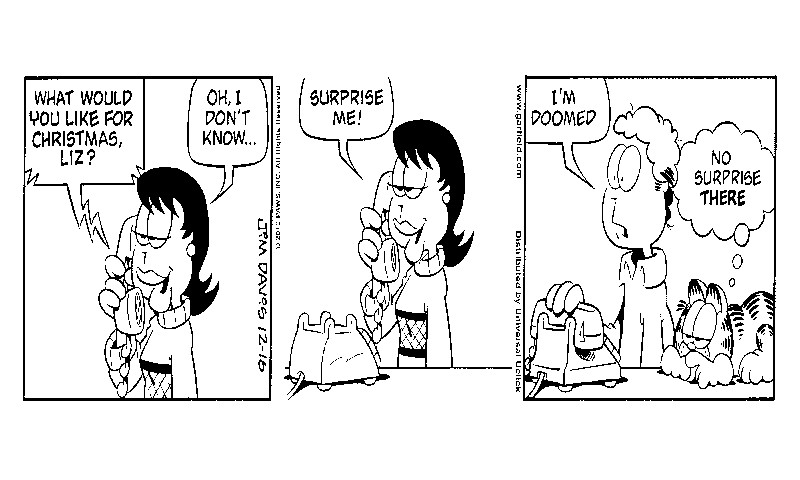 WHAT WOULD
YOU LIKE FOR
CHRISTMAS,
LIZ?
OH, I
DON'T
KNOW...
JIM DAVIS 12-16
SURPRISE
ME!
www.garfield.com
Distributed by Universal Uclick
I'M
DOOMED
NO
SURPRISE
THERE